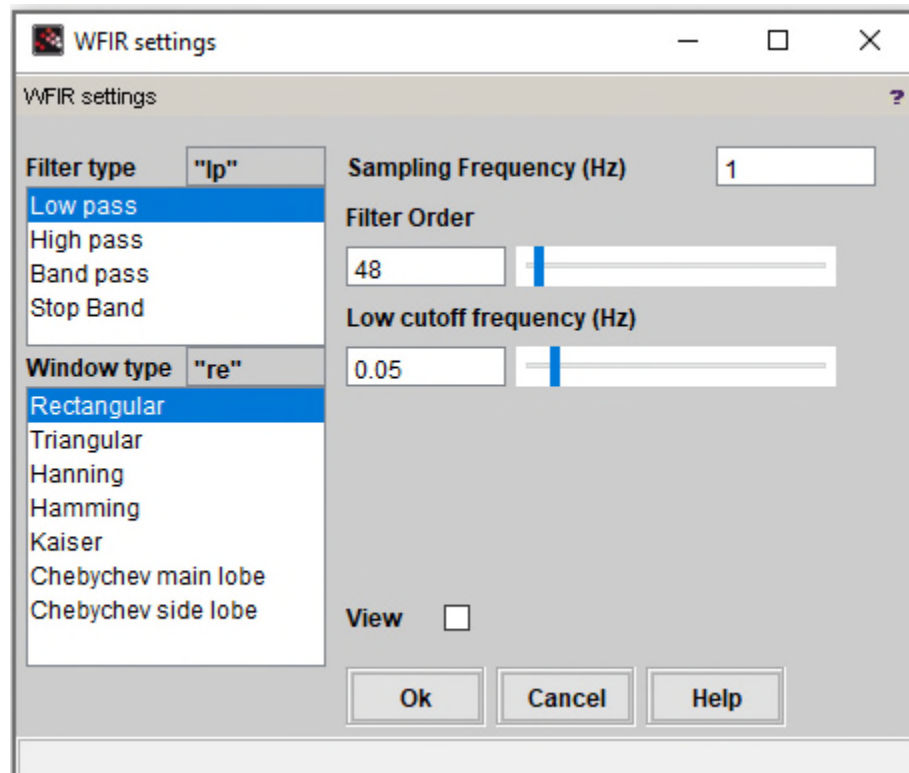 WFIR settings
WFIR settings ?
Filter type "lp"
Low pass
High pass
Band pass
Stop Band
Window type "re"
Rectangular
Triangular
Hanning
Hamming
Kaiser
Chebychev main lobe
Chebychev side lobe
Sampling Frequency (Hz) 1
Filter Order
48
Low cutoff frequency (Hz)
0.05
View
Ok Cancel Help